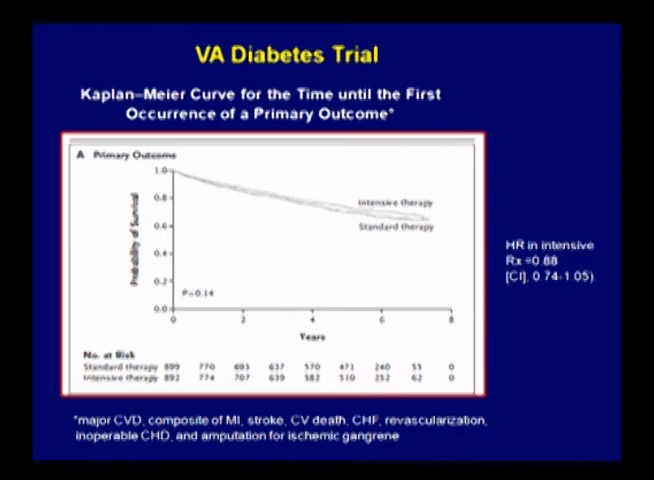 VA Diabetes Trial
Kaplan–Meier Curve for the Time until the First
Occurrence of a Primary Outcome*
A Primary Outcome
1.0
0.8
0.6
0.4
0.2
0.0
Probability of Survival
Intensive therapy
Standard therapy
P=0.14
0 2 4 6 8
Years
No. at Risk
Standard therapy 899 770 693 637 570 471 240 55 0
Intensive therapy 892 774 707 639 582 510 252 62 0
HR in intensive
Rx =0.88
[CI], 0.74-1.05).
*major CVD, composite of MI, stroke, CV death, CHF, revascularization,
inoperable CHD, and amputation for ischemic gangrene